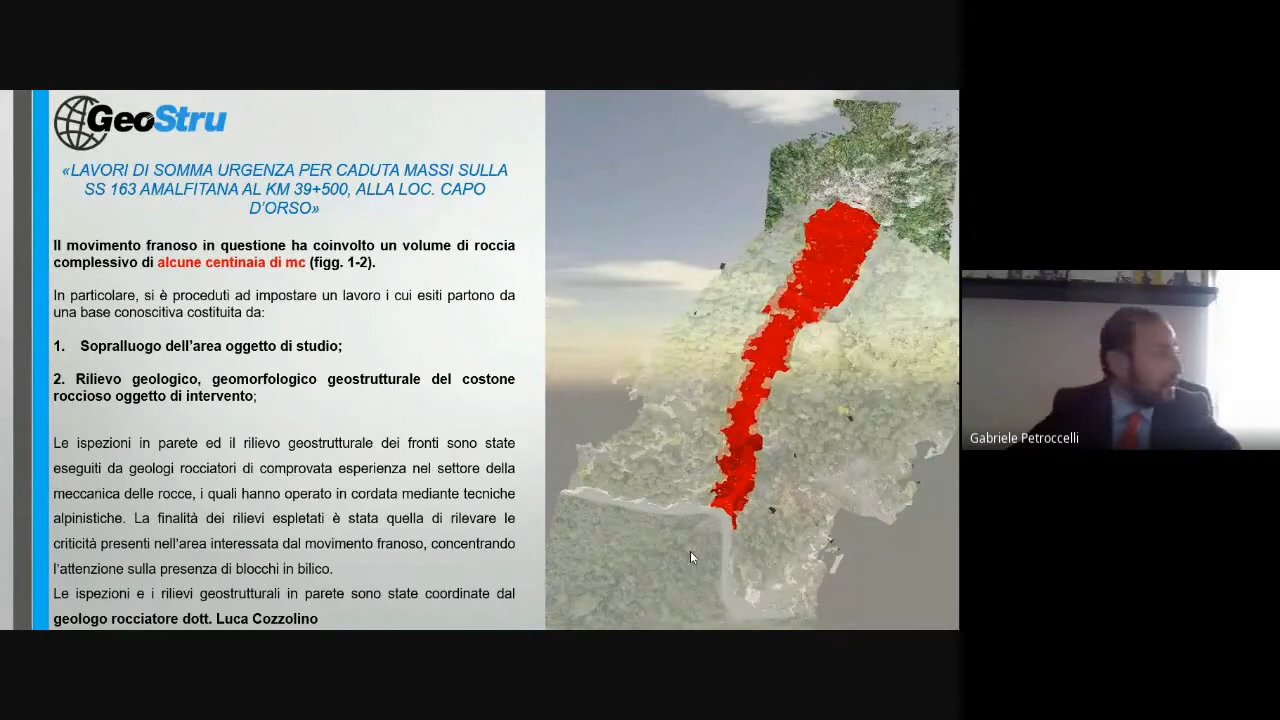 GeoStru
«LAVORI DI SOMMA URGENZA PER CADUTA MASSI SULLA
SS 163 AMALFITANA AL KM 39+500, ALLA LOC. CAPO
D'ORSO»
Il movimento franoso in questione ha coinvolto un volume di roccia
complessivo di alcune centinaia di mc (figg. 1-2).
In particolare, si è proceduti ad impostare un lavoro i cui esiti partono da
una base conoscitiva costituita da:
1. Sopralluogo dell'area oggetto di studio;
2. Rilievo geologico, geomorfologico geostrutturale del costone
roccioso oggetto di intervento;
Le ispezioni in parete ed il rilievo geostrutturale dei fronti sono state
eseguiti da geologi rocciatori di comprovata esperienza nel settore della
meccanica delle rocce, i quali hanno operato in cordata mediante tecniche
alpinistiche. La finalità dei rilievi espletati è stata quella di rilevare le
criticità presenti nell'area interessata dal movimento franoso, concentrando
l'attenzione sulla presenza di blocchi in bilico.
Le ispezioni e i rilievi geostrutturali in parete sono state coordinate dal
geologo rocciatore dott. Luca Cozzolino
Gabriele Petroccelli